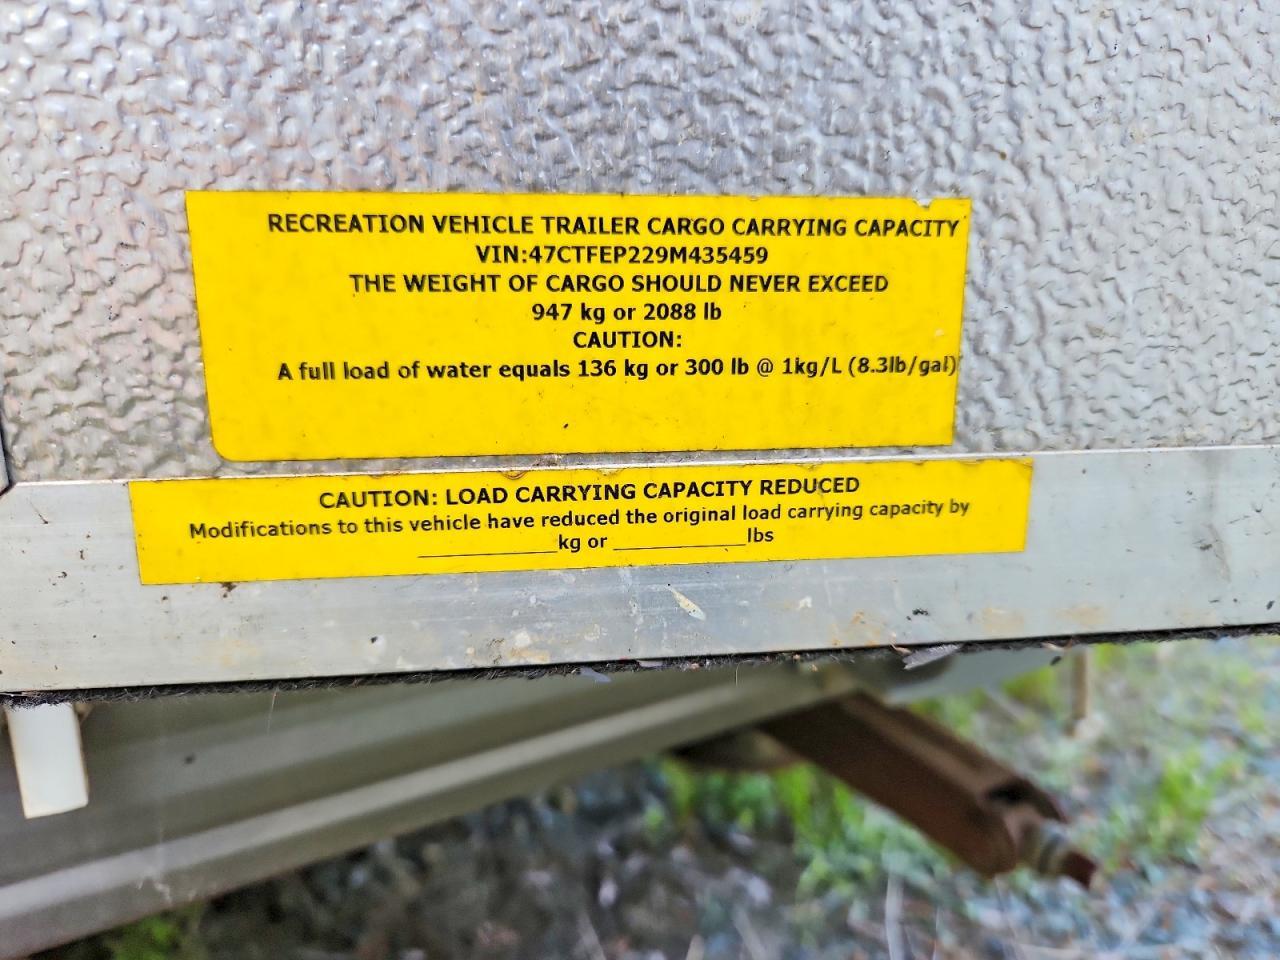 RECREATION VEHICLE TRAILER CARGO CARRYING CAPACITY
VIN:47CTFEP229M435459
THE WEIGHT OF CARGO SHOULD NEVER EXCEED
947 kg or 2088 lb
CAUTION:
A full load of water equals 136 kg or 300 lb @ 1kg/L (8.3lb/gal)
CAUTION: LOAD CARRYING CAPACITY REDUCED
Modifications to this vehicle have reduced the original load carrying capacity by
____________kg or ____________lbs